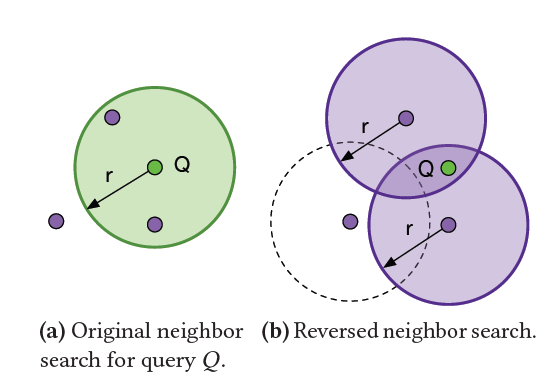 r
Q
r
Q
r
(a) Original neighbor
search for query Q.
(b) Reversed neighbor search.